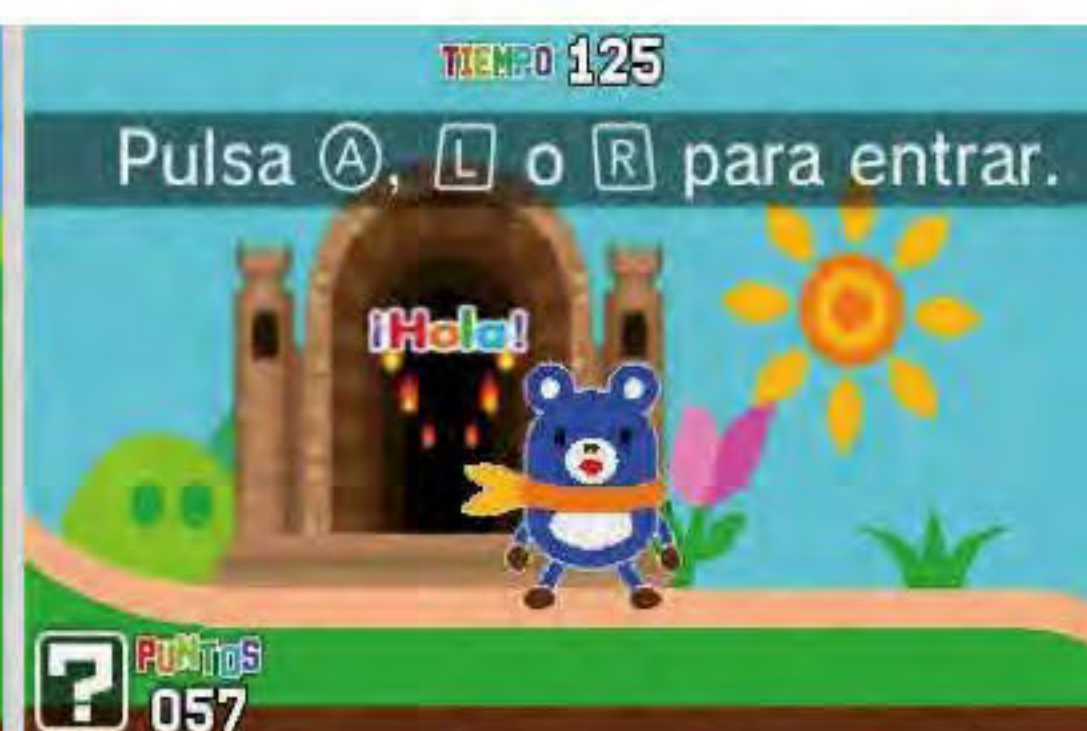 TIEMPO 125
Pulsa Ⓐ, L o R para entrar.
¡Hola!
?
PUNTOS
057